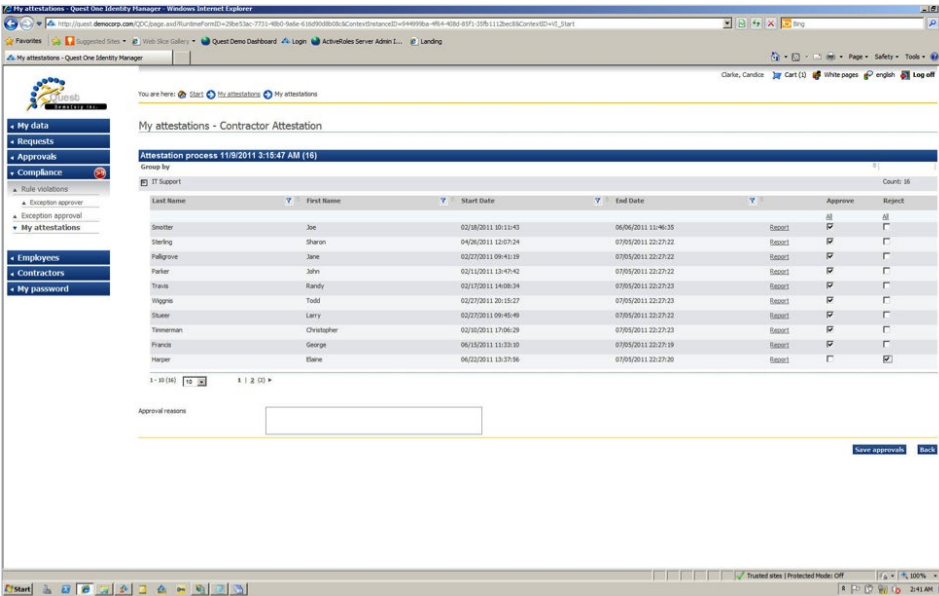 My attestations - Quest One Identity Manager - Windows Internet Explorer
Bing
Favorites Suggested Sites Web Slice Gallery Quest Demo Dashboard Login ActiveRoles Server Admin I... Landing
My attestations - Quest One Identity Manager
Page Safety Tools
Clarke, Candice Cart (1) White pages english Log off
Quest
Democorp Inc.
You are here: Start My attestations My attestations
My data
Requests
Approvals
Compliance
Rule violations
Exception approver
Exception approval
My attestations
Employees
Contractors
My password
My attestations - Contractor Attestation
Attestation process 11/9/2011 3:15:47 AM (16)
Group by
IT Support Count: 16
Last Name First Name Start Date End Date Approve Reject
All All
Smotter Joe 02/18/2011 10:11:43 06/06/2011 11:46:35 Report
Sterling Sharon 04/26/2011 12:07:24 07/05/2011 22:27:22 Report
Palligrove Jane 02/27/2011 09:41:19 07/05/2011 22:27:22 Report
Parker John 02/11/2011 13:47:42 07/05/2011 22:27:22 Report
Travis Randy 02/17/2011 14:08:34 07/05/2011 22:27:23 Report
Wiggnis Todd 02/27/2011 20:15:27 07/05/2011 22:27:23 Report
Stueer Larry 02/27/2011 09:45:49 07/05/2011 22:27:22 Report
Timmerman Christopher 02/10/2011 17:06:29 07/05/2011 22:27:23 Report
Francis George 06/15/2011 11:33:10 07/05/2011 22:27:19 Report
Harper Elaine 06/22/2011 13:37:56 07/05/2011 22:27:20 Report
1 - 10 (16) 10 1 | 2 (2)
Approval reasons
Save approvals Back
Trusted sites | Protected Mode: Off 100%
Start 2:41 AM